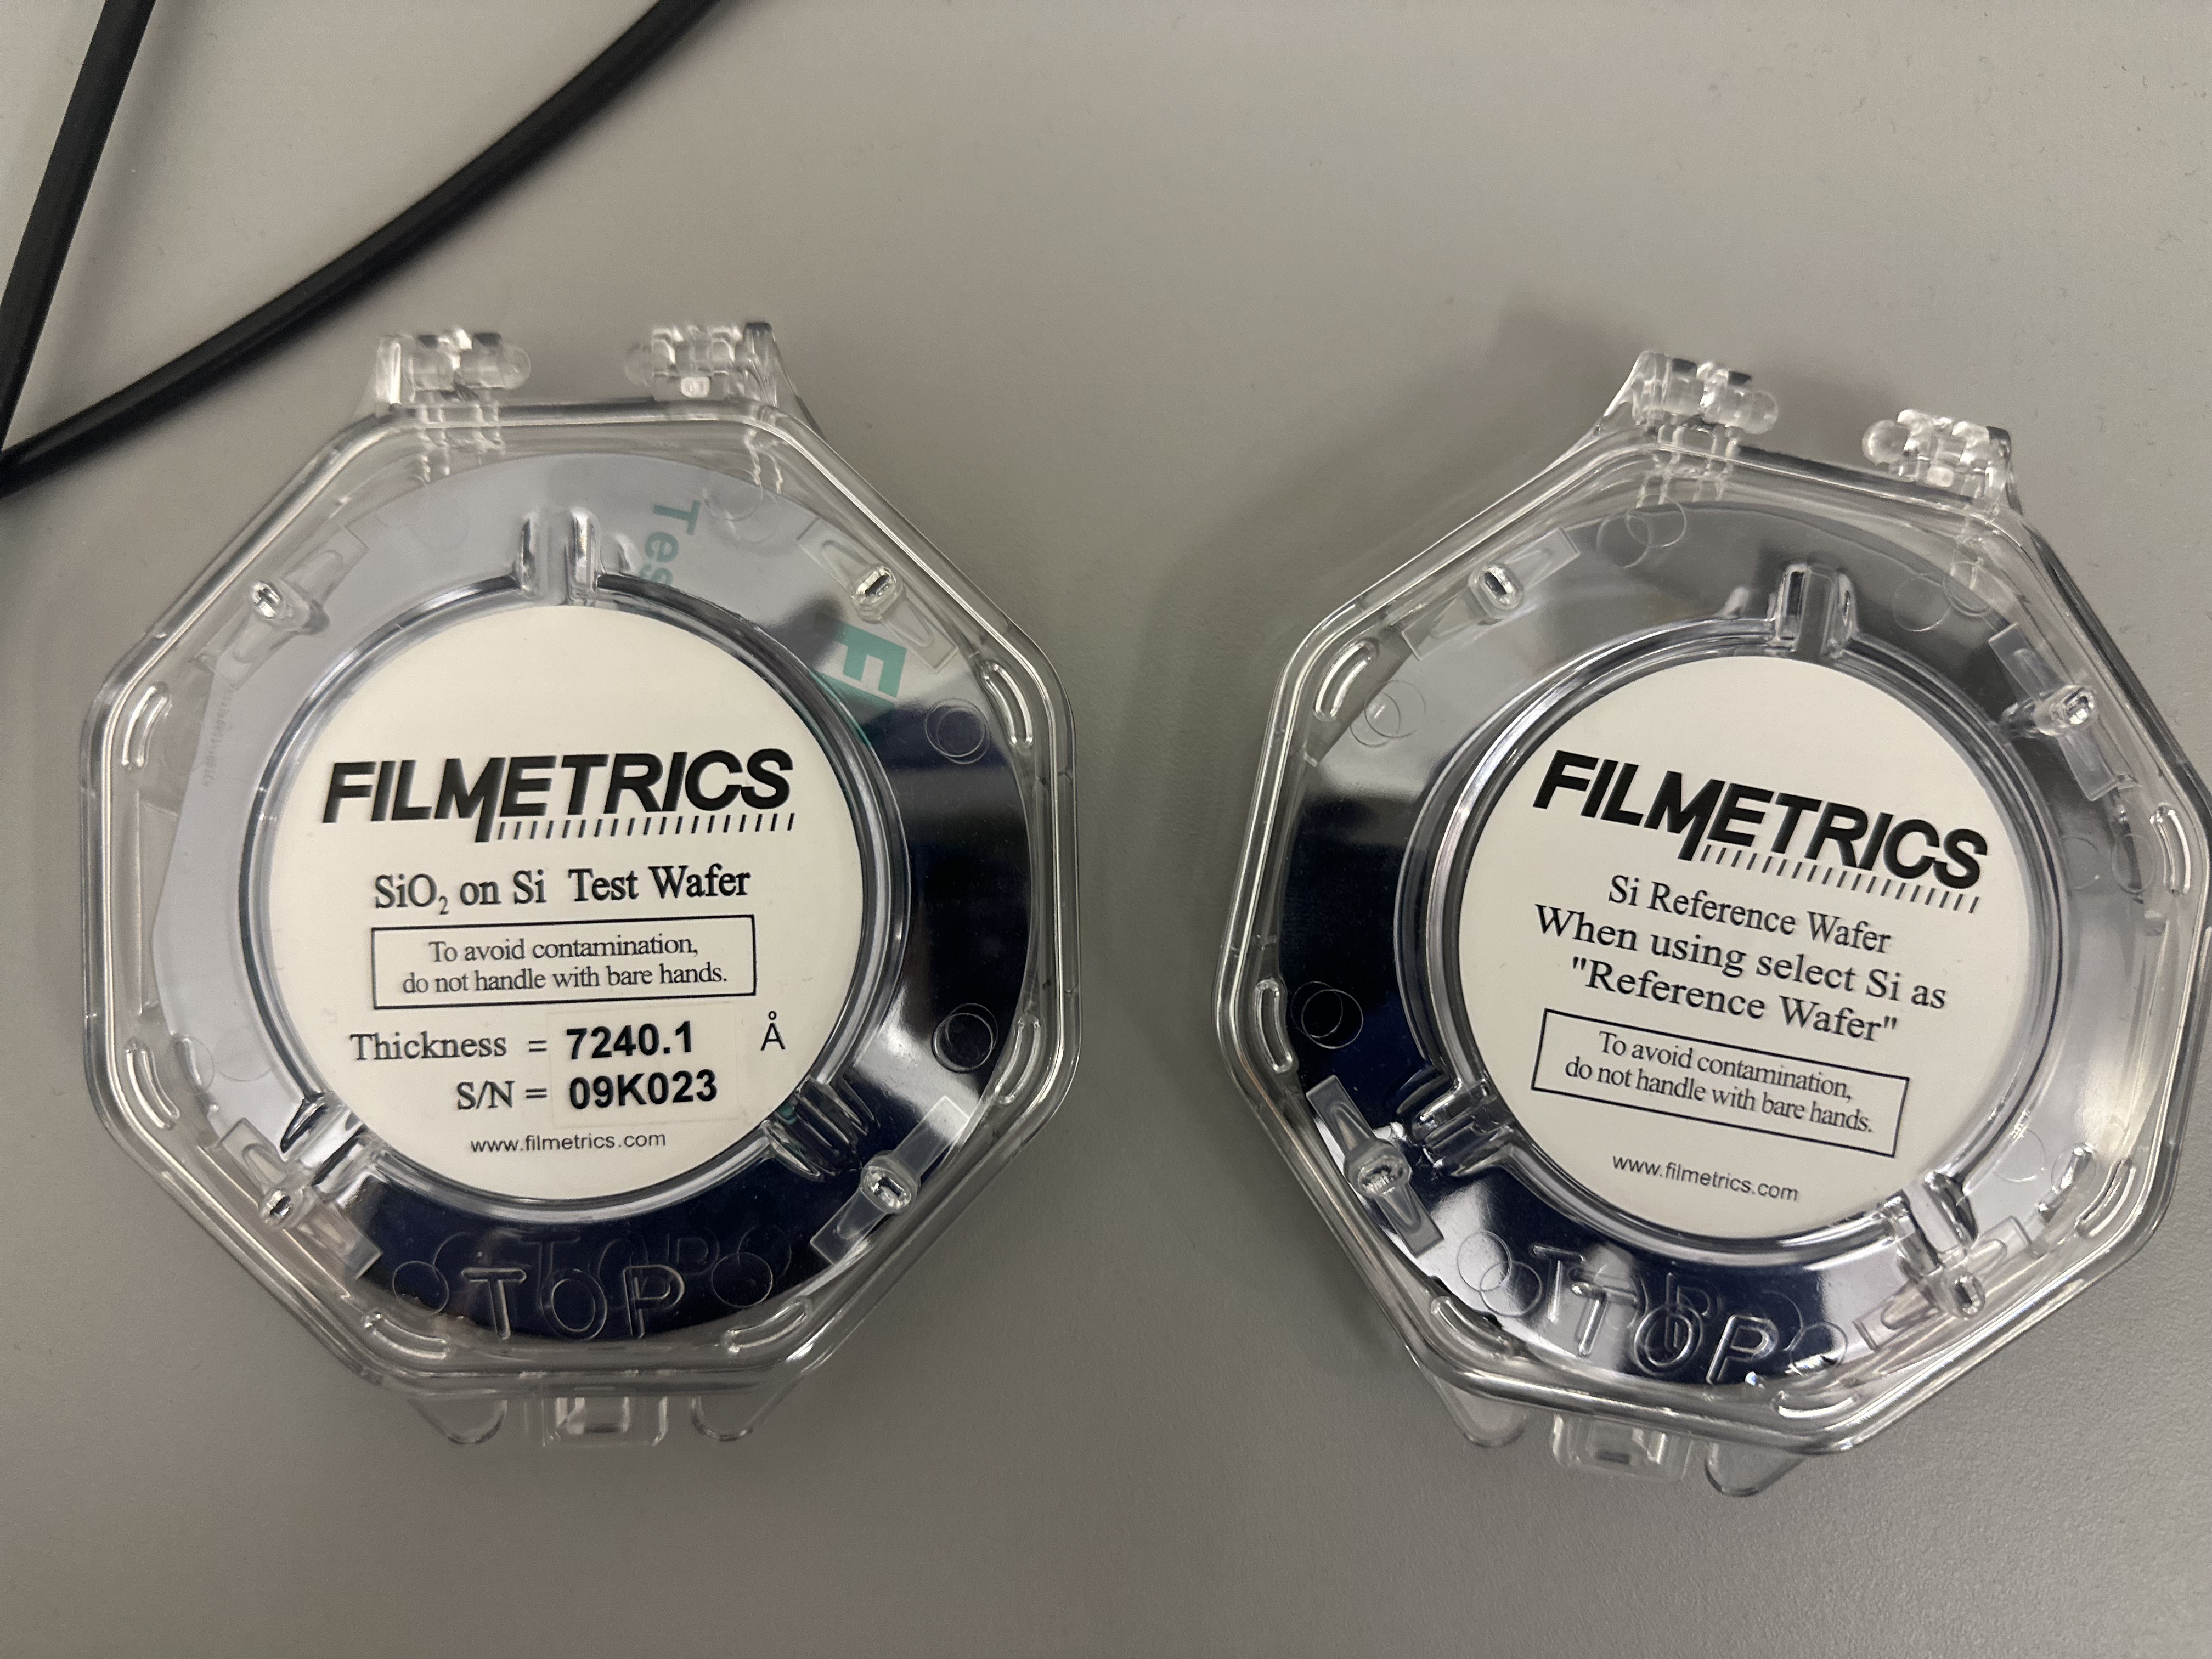 FILMETRICS
SiO₂ on Si Test Wafer
To avoid contamination,
do not handle with bare hands.
Thickness = 7240.1 Å
S/N = 09K023
www.filmetrics.com
TOP
FILMETRICS
Si Reference Wafer
When using select Si as
"Reference Wafer"
To avoid contamination,
do not handle with bare hands.
www.filmetrics.com
TOP